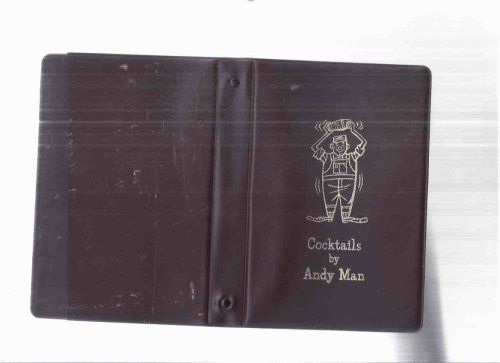 Cocktails
by
Andy Man